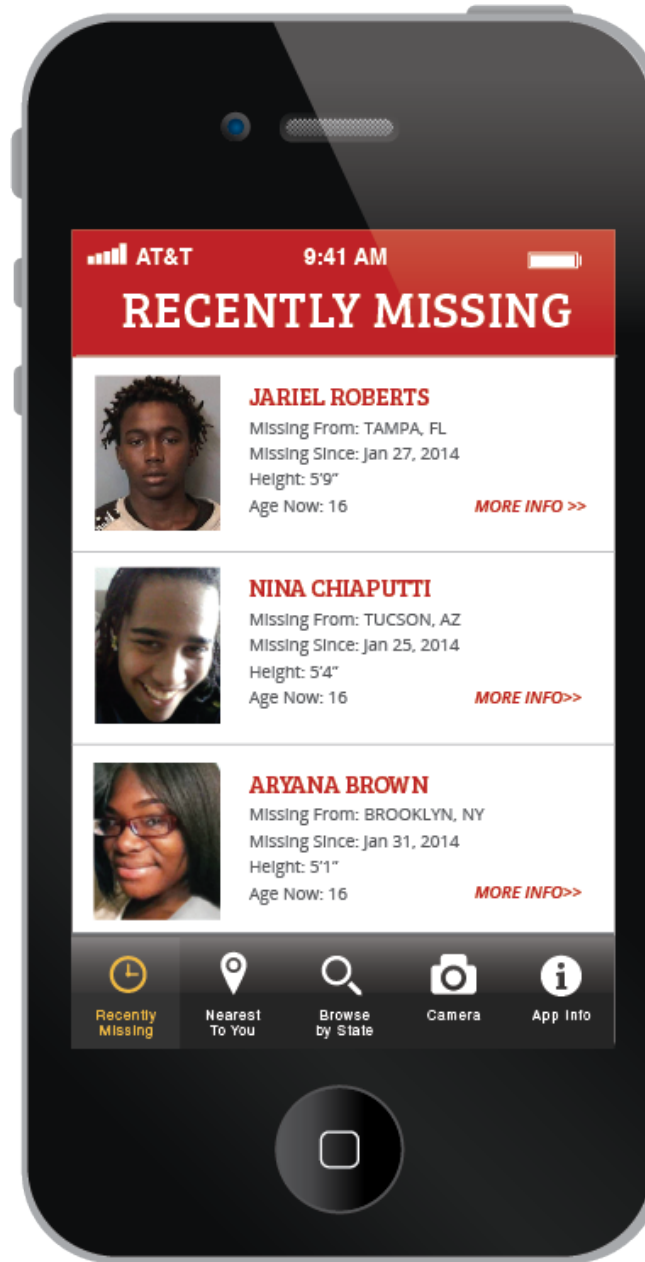 AT&T 9:41 AM
RECENTLY MISSING
JARIEL ROBERTS
Missing From: TAMPA, FL
Missing Since: Jan 27, 2014
Height: 5’9”
Age Now: 16 MORE INFO >>
NINA CHIAPUTTI
Missing From: TUCSON, AZ
Missing Since: Jan 25, 2014
Height: 5’4”
Age Now: 16 MORE INFO>>
ARYANA BROWN
Missing From: BROOKLYN, NY
Missing Since: Jan 31, 2014
Height: 5’1”
Age Now: 16 MORE INFO>>
Recently Nearest Browse Camera App Info
Missing To You by State